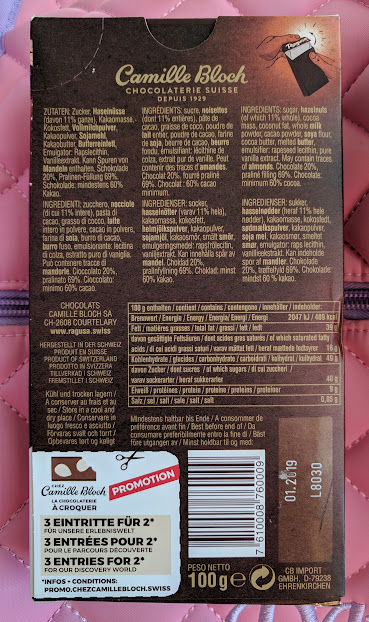 Ragusa
Camille Bloch
CHOCOLATERIE SUISSE
DEPUIS 1929
ZUTATEN: Zucker, Haselnüsse
(davon 11% ganze), Kakaomasse,
Kokosfett, Vollmilchpulver,
Kakaopulver, Sojamehl,
Kakaobutter, Butterreinfett,
Emulgator: Rapslecithin,
Vanilleextrakt. Kann Spuren von
Mandeln enthalten. Schokolade
20%, Pralinen-Füllung 69%.
Schokolade: mindestens 60%
Kakao.
INGRÉDIENTS: sucre, noisettes
(dont 11% entières), pâte de
cacao, graisse de coco, poudre de
lait entier, poudre de cacao, farine
de soja, beurre de cacao, beurre
fondu, émulsifiant: lécithine de
colza, extrait pur de vanille. Peut
contenir des traces d'amandes.
Chocolat 20%, fourré praliné
69%. Chocolat : 60% cacao
minimum.
INGREDIENTS: sugar, hazelnuts
(of which 11% whole), cocoa
mass, coconut fat, whole milk
powder, cacao powder, soya flour,
cocoa butter, melted butter,
emulsifier: rapeseed lecithin, pure
vanilla extract. May contain traces
of almonds. Chocolate 20%,
praliné filling 69%. Chocolate:
minimum 60% cocoa.
INGREDIENTI: zucchero, nocciole
(di cui 11% intere), pasta di
cacao, grasso di cocco, latte
intero in polvere, cacao in polvere,
farina di soia, burro di cacao,
burro fuso, emulsionante: lecitina
di colza, estratto puro di vaniglia.
Può contenere tracce di
mandorle. Cioccolato 20%,
pralinato 69%. Cioccolato:
minimo 60% cacao.
INGREDIENSER: socker,
hasselnötter (varav 11% hela),
kakaomassa, kokosfett,
helmjölkspulver, kakaopulver,
sojamjöl, kakaosmör, smält smör,
emulgeringsmedel: rapsfrölecitin,
vaniljextrakt. Kan innehålla spår av
mandel. Choklad 20%,
pralinfyllning 69%. Choklad: minst
60% kakao.
INGREDIENSER: sukker,
hasselnødder (heraf 11% hele
nødder), kakaomasse, kokosfett,
sødmælkspulver, kakaopulver,
soja mel, kakaosmør, smeltet
smør, emulgator: raps lecithin,
vanilleextrakt. Kan indeholde
spor af mandler. Chokolade
20%, trøffelfyld 69%. Chokolade:
mindst 60 % kakao.
CHOCOLATS
CAMILLE BLOCH SA
CH-2608 COURTELARY
www.ragusa.swiss
HERGESTELLT IN DER SCHWEIZ
PRODUIT EN SUISSE
PRODUCT OF SWITZERLAND
PRODOTTO IN SVIZZERA
TILLVERKAD I SCHWEIZ
FREMSTILLET I SCHWEIZ
Kühl und trocken lagern /
A conserver au frais et au
sec / Store in a cool and
dry place / Conservare in
luogo fresco e asciutto /
Förvaras svalt och torrt /
Opbevares tørt og køligt
100 g enthalten / contient / contains / contengono / innehåller / indeholder:
Brennwert / Energie / Energy / Energia / Energi / Energi 2047 kJ / 485 kcal
Fett / matières grasses / total fat / grassi / fett / fedt 39 g
davon gesättigte Fettsäuren / dont acides gras saturés / of which saturated fatty
acids / di cui acidi grassi saturi / varav mättat fett / heraf mættede fedtsyrer 16 g
Kohlenhydrate / glucides / carbohydrate / carboidrati / kolhydrat / kulhydrat 49 g
davon Zucker / dont sucres / of which sugars / di cui zuccheri /
varav sockerarter / heraf sukkerarter 40 g
Eiweiß / protéines / protein / proteine / protein / proteiner
Salz / sel / salt / sale / salt / salt 0,05 g
Mindestens haltbar bis Ende / A consommer de
préférence avant fin / Best before end of / Da
consumare preferibilmente entro la fine di / Bäst
före utgången av / Minst holdbar til og med:
01.2019
L8030
7 610008 760009
PESO NETTO
100g e
CB IMPORT
GMBH, D-79238
EHRENKIRCHEN
CHEZ
Camille Bloch
LA CHOCOLATERIE
À CROQUER
PROMOTION
3 EINTRITTE FÜR 2*
FÜR UNSERE ERLEBNISWELT
3 ENTRÉES POUR 2*
POUR LE PARCOURS DÉCOUVERTE
3 ENTRIES FOR 2*
FOR OUR DISCOVERY WORLD
*INFOS + CONDITIONS:
PROMO.CHEZCAMILLEBLOCH.SWISS